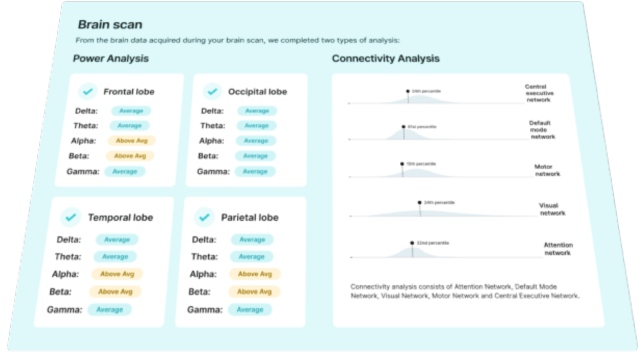 Brain scan
From the brain data acquired during your brain scan, we completed two types of analysis:
Power Analysis
Frontal lobe
Delta: Average
Theta: Average
Alpha: Above Avg
Beta: Above Avg
Gamma: Average
Occipital lobe
Delta: Average
Theta: Average
Alpha: Average
Beta: Average
Gamma: Average
Temporal lobe
Delta: Average
Theta: Average
Alpha: Above Avg
Beta: Above Avg
Gamma: Average
Parietal lobe
Delta: Average
Theta: Average
Alpha: Above Avg
Beta: Above Avg
Gamma: Average
Connectivity Analysis
percentile
Central
executive
network
percentile
Default
mode
network
percentile
Motor
network
percentile
Visual
network
percentile
Attention
network
Connectivity analysis consists of Attention Network, Default Mode
Network, Visual Network, Motor Network and Central Executive Network.